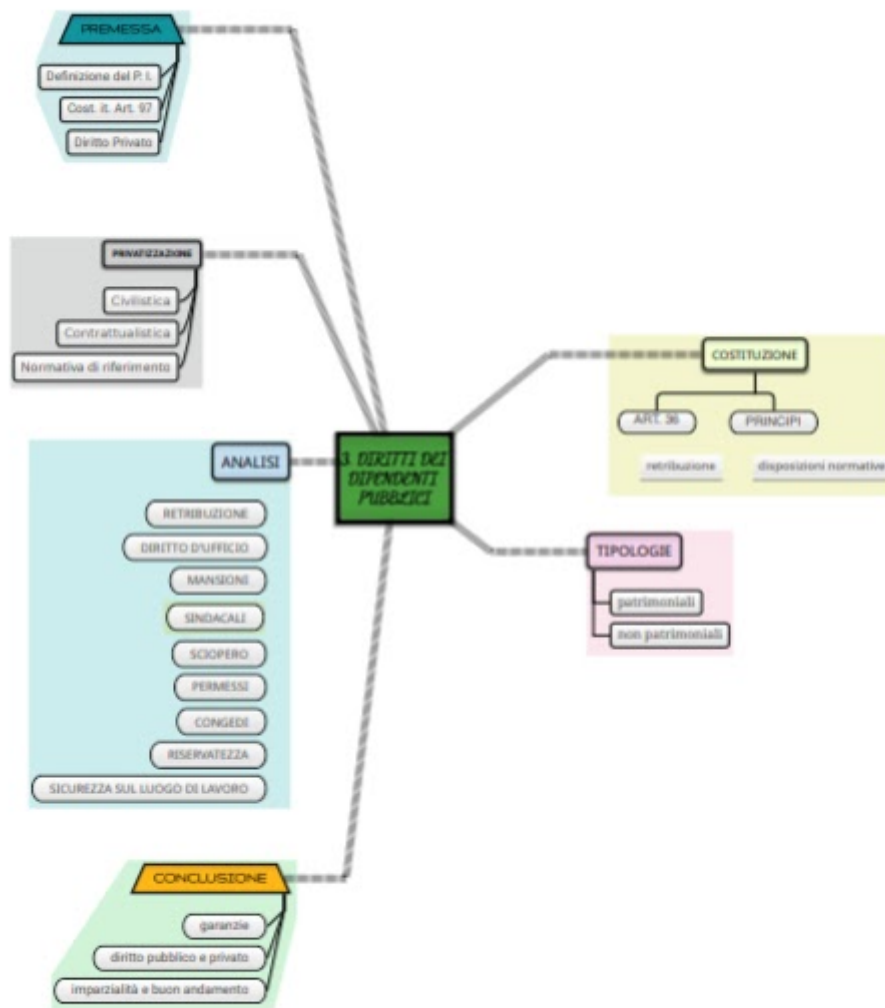 PREMESSA
Definizione del P. I.
Cost. it. Art. 97
Diritto Privato
PRIVATIZZAZIONE
Civilistica
Contrattualistica
Normativa di riferimento
COSTITUZIONE
ART. 36
PRINCIPI
retribuzione
disposizioni normative
3. DIRITTI DEI
DIPENDENTI
PUBBLICI
ANALISI
RETRIBUZIONE
DIRITTO D'UFFICIO
MANSIONI
SINDACALI
SCIOPERO
PERMESSI
CONGEDI
RISERVATEZZA
SICUREZZA SUL LUOGO DI LAVORO
TIPOLOGIE
patrimoniali
non patrimoniali
CONCLUSIONE
garanzie
diritto pubblico e privato
imparzialità e buon andamento